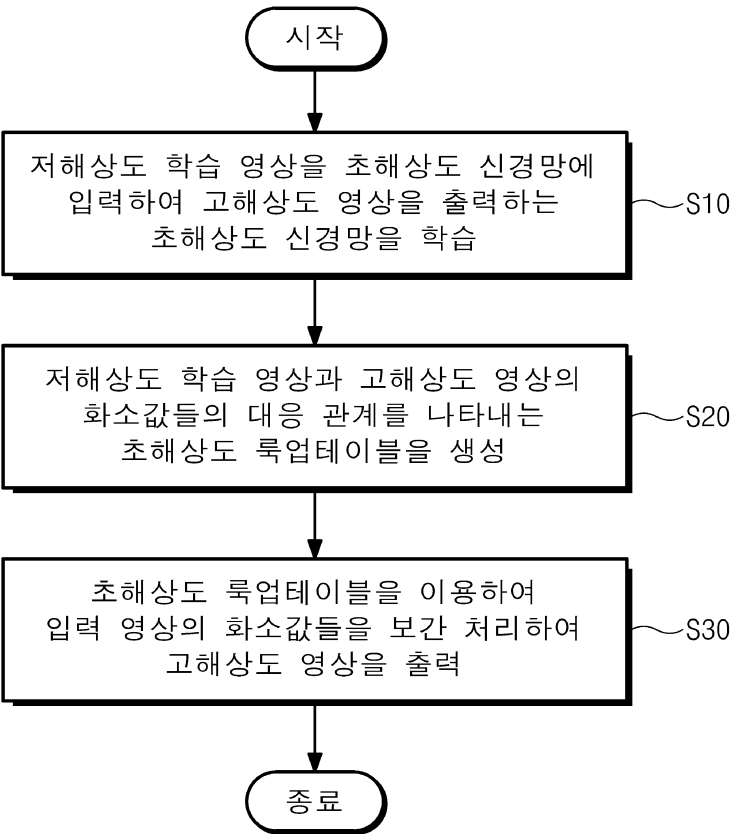 시작
저해상도 학습 영상을 초해상도 신경망에
입력하여 고해상도 영상을 출력하는
초해상도 신경망을 학습
S10
저해상도 학습 영상과 고해상도 영상의
화소값들의 대응 관계를 나타내는
초해상도 룩업테이블을 생성
S20
초해상도 룩업테이블을 이용하여
입력 영상의 화소값들을 보간 처리하여
고해상도 영상을 출력
S30
종료